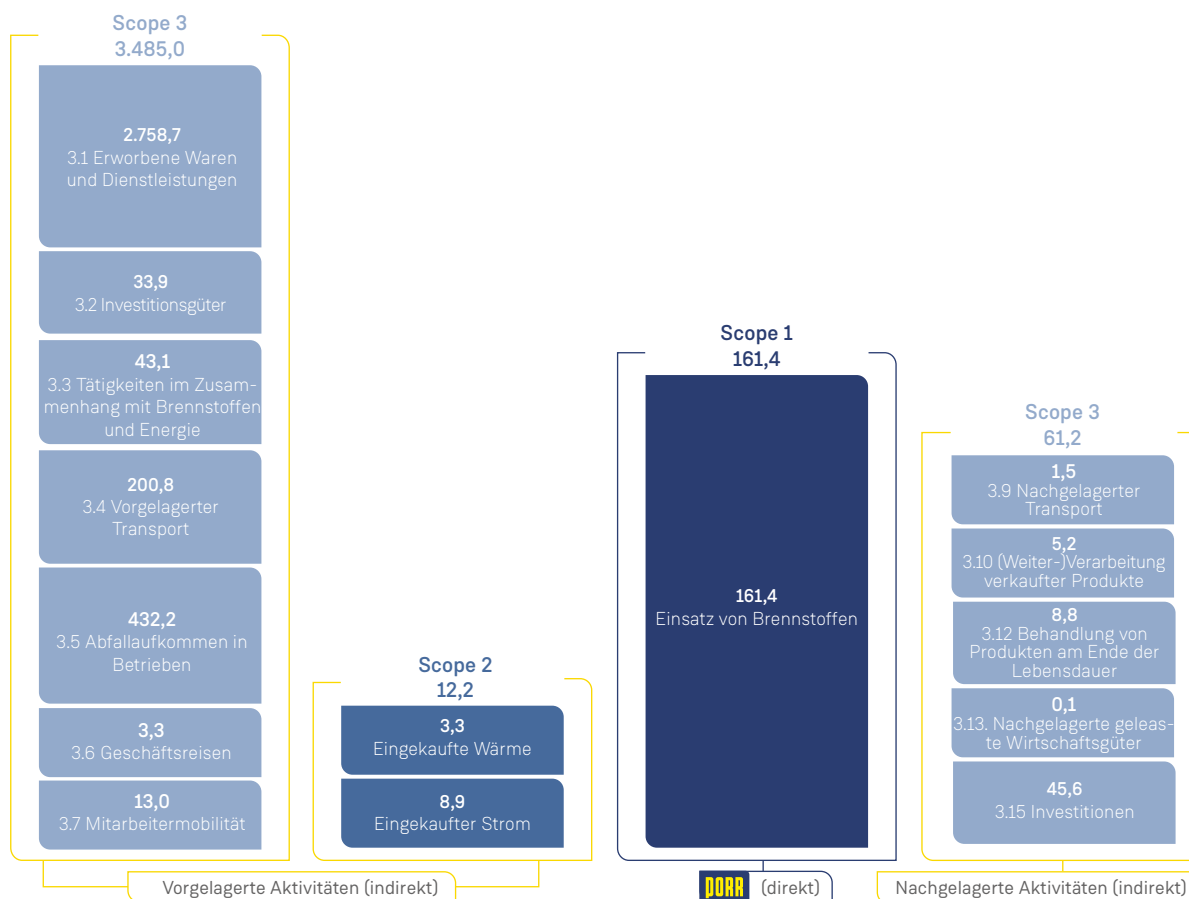 Scope 3
3.485,0
2.758,7
3.1 Erworbene Waren
und Dienstleistungen
33,9
3.2 Investitionsgüter
43,1
3.3 Tätigkeiten im Zusam-
menhang mit Brennstoffen
und Energie
200,8
3.4 Vorgelagerter
Transport
432,2
3.5 Abfallaufkommen in
Betrieben
3,3
3.6 Geschäftsreisen
13,0
3.7 Mitarbeitermobilität
Scope 2
12,2
3,3
Eingekaufte Wärme
8,9
Eingekaufter Strom
Vorgelagerte Aktivitäten (indirekt)
Scope 1
161,4
161,4
Einsatz von Brennstoffen
PORR (direkt)
Scope 3
61,2
1,5
3.9 Nachgelagerter
Transport
5,2
3.10 (Weiter-)Verarbeitung
verkaufter Produkte
8,8
3.12 Behandlung von
Produkten am Ende der
Lebensdauer
0,1
3.13. Nachgelagerte geleas-
te Wirtschaftsgüter
45,6
3.15 Investitionen
Nachgelagerte Aktivitäten (indirekt)